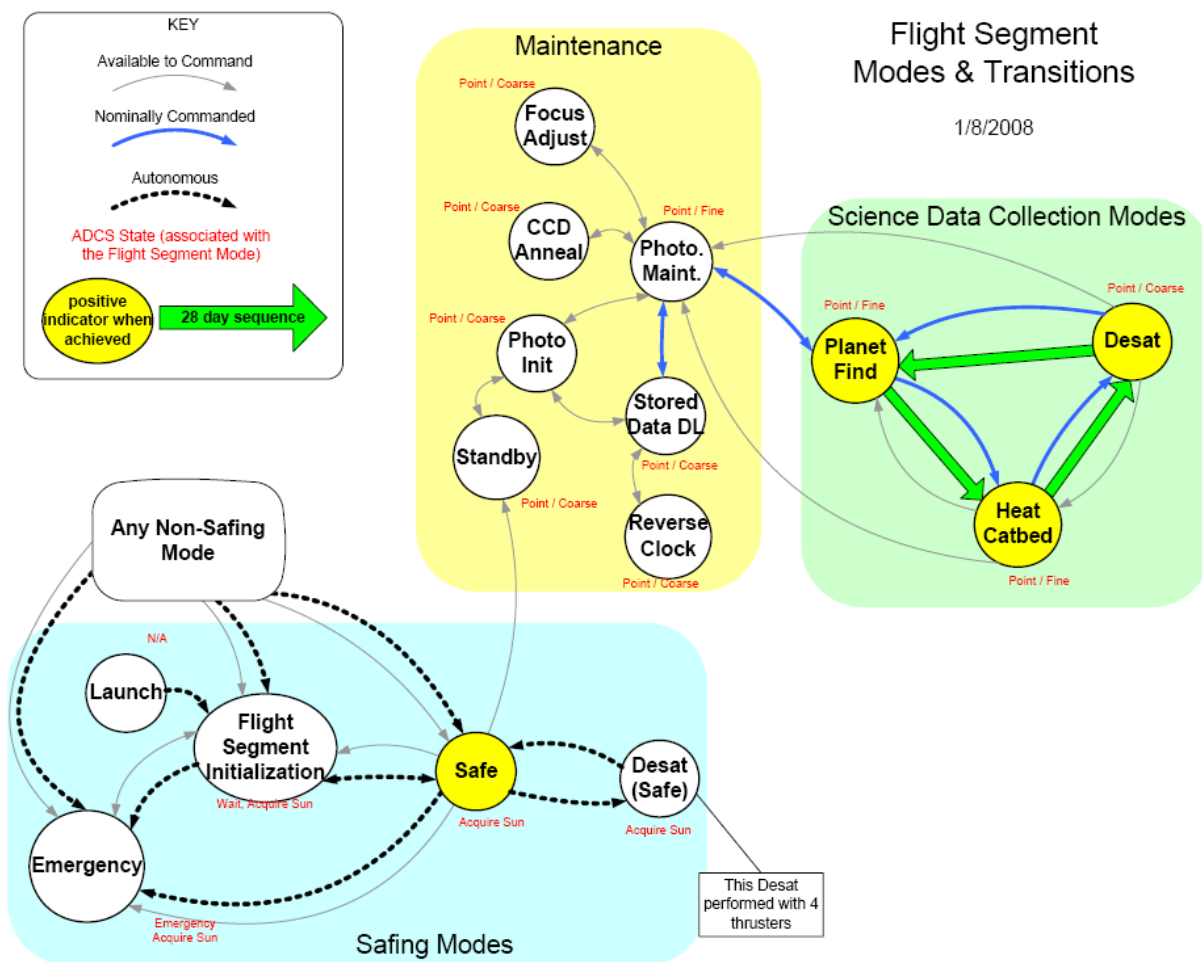 KEY
Available to Command
Nominally Commanded
Autonomous
ADCS State (associated with
the Flight Segment Mode)
positive
indicator when
achieved
28 day sequence
Flight Segment
Modes & Transitions
1/8/2008
Maintenance
Point / Coarse
Focus
Adjust
Point / Coarse
CCD
Anneal
Point / Fine
Photo.
Maint.
Point / Coarse
Photo
Init
Stored
Data DL
Point / Coarse
Standby
Point / Coarse
Reverse
Clock
Point / Coarse
Science Data Collection Modes
Point / Coarse
Desat
Point / Fine
Planet
Find
Heat
Catbed
Point / Fine
Any Non-Safing
Mode
N/A
Launch
Flight
Segment
Initialization
Wait, Acquire Sun
Safe
Acquire Sun
Desat
(Safe)
Acquire Sun
Emergency
Emergency
Acquire Sun
Safing Modes
This Desat
performed with 4
thrusters